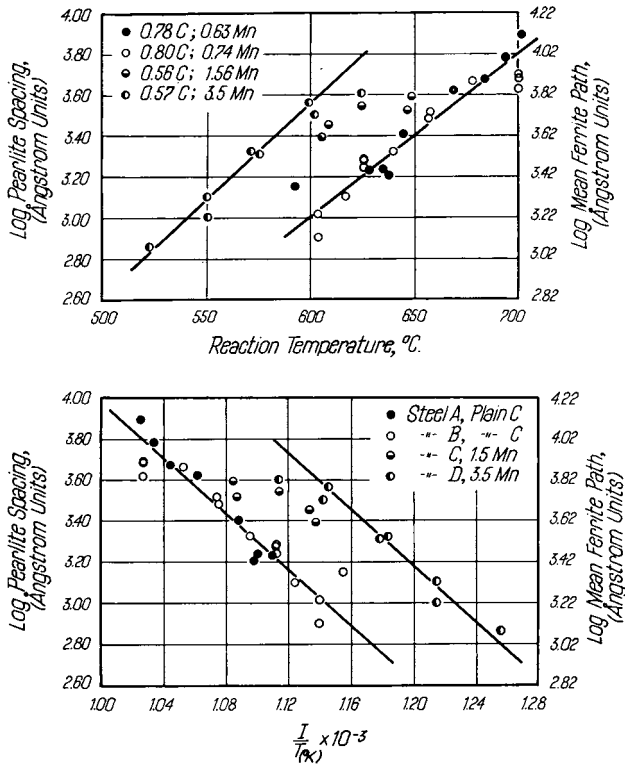 0.78 C; 0.63 Mn
0.80 C; 0.74 Mn
0.56 C; 1.56 Mn
0.57 C; 3.5 Mn
Log Pearlite Spacing,
(Ångstrom Units)
4.00
3.80
3.60
3.40
3.20
3.00
2.80
2.60
4.22
4.02
3.82
3.62
3.42
3.22
3.02
2.82
Log Mean Ferrite Path,
(Ångstrom Units)
500
550
600
650
700
Reaction Temperature, °C.
Steel A, Plain C
-"- B, -"- C
-"- C, 1.5 Mn
-"- D, 3.5 Mn
Log Pearlite Spacing,
(Ångstrom Units)
4.00
3.80
3.60
3.40
3.20
3.00
2.80
2.60
4.22
4.02
3.82
3.62
3.42
3.22
3.02
2.82
Log Mean Ferrite Path,
(Ångstrom Units)
1.00
1.04
1.08
1.12
1.16
1.20
1.28
I
T(°K) × 10⁻³